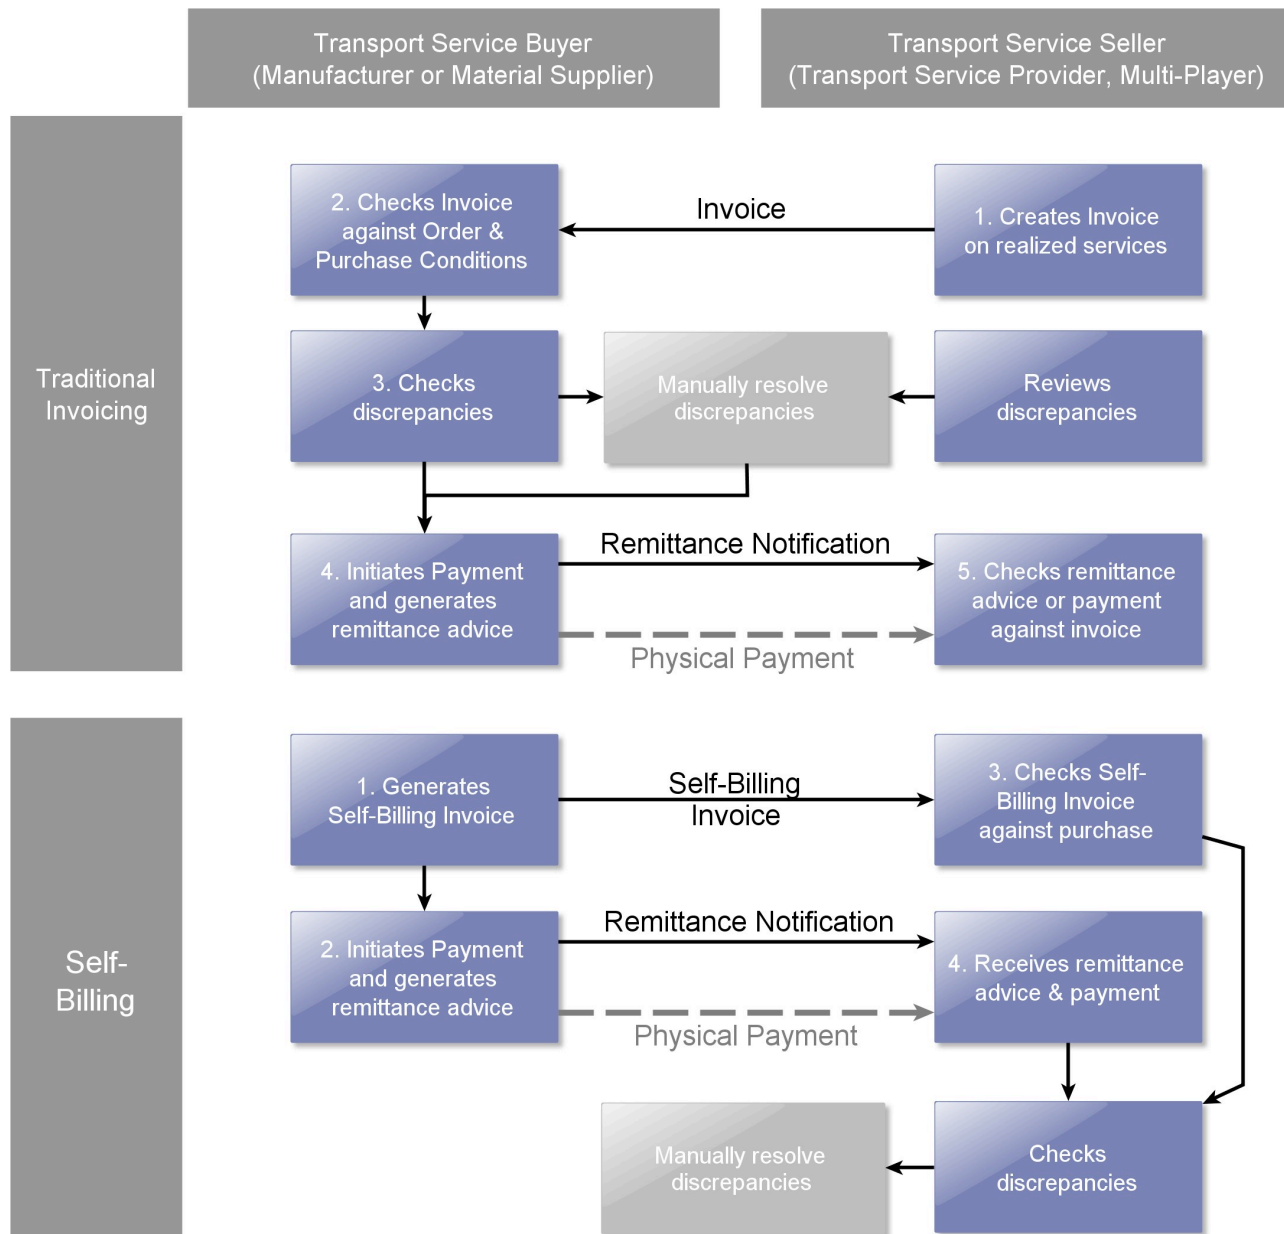 Transport Service Buyer
(Manufacturer or Material Supplier)
Transport Service Seller
(Transport Service Provider, Multi-Player)
Traditional
Invoicing
2. Checks Invoice
against Order &
Purchase Conditions
Invoice
1. Creates Invoice
on realized services
3. Checks
discrepancies
Manually resolve
discrepancies
Reviews
discrepancies
4. Initiates Payment
and generates
remittance advice
Remittance Notification
Physical Payment
5. Checks remittance
advice or payment
against invoice
Self-
Billing
1. Generates
Self-Billing Invoice
Self-Billing
Invoice
3. Checks Self-
Billing Invoice
against purchase
2. Initiates Payment
and generates
remittance advice
Remittance Notification
Physical Payment
4. Receives remittance
advice & payment
Manually resolve
discrepancies
Checks
discrepancies